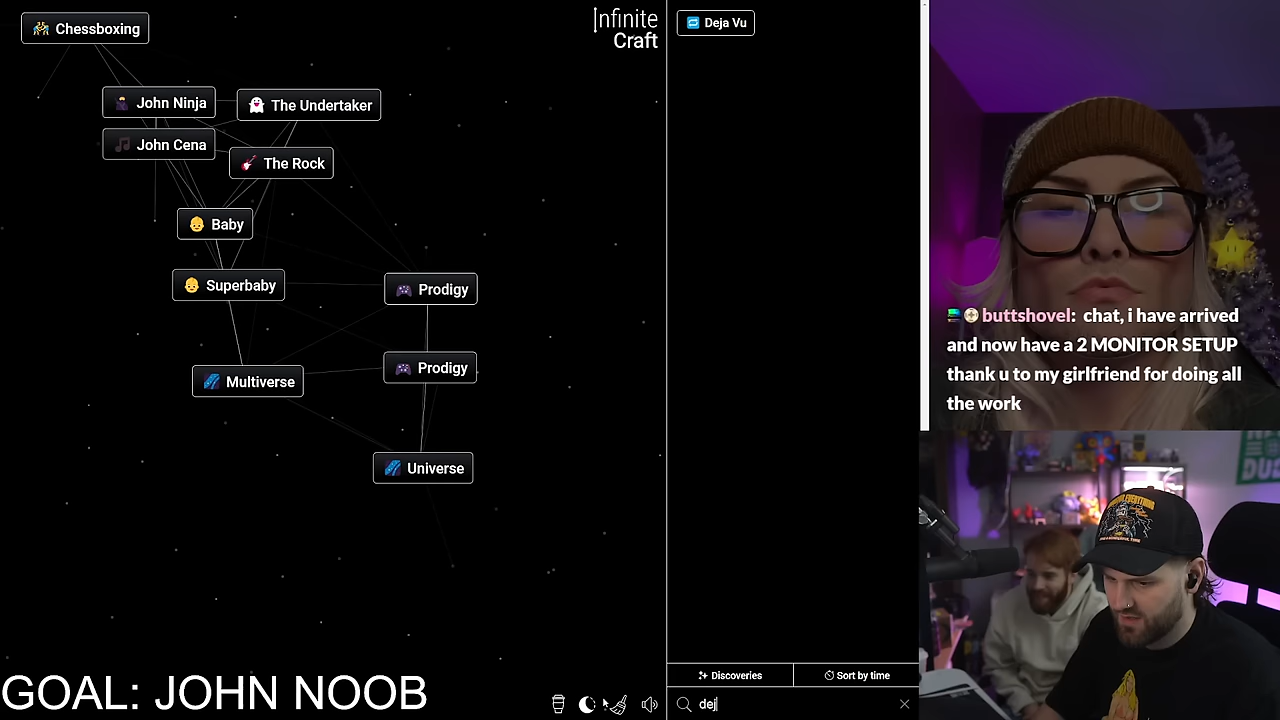 Chessboxing
Infinite
Craft
Deja Vu
John Ninja
The Undertaker
John Cena
The Rock
Baby
Superbaby
Prodigy
Multiverse
Prodigy
Universe
buttshovel: chat, i have arrived
and now have a 2 MONITOR SETUP
thank u to my girlfriend for doing all
the work
GOAL: JOHN NOOB
Discoveries
Sort by time
dej